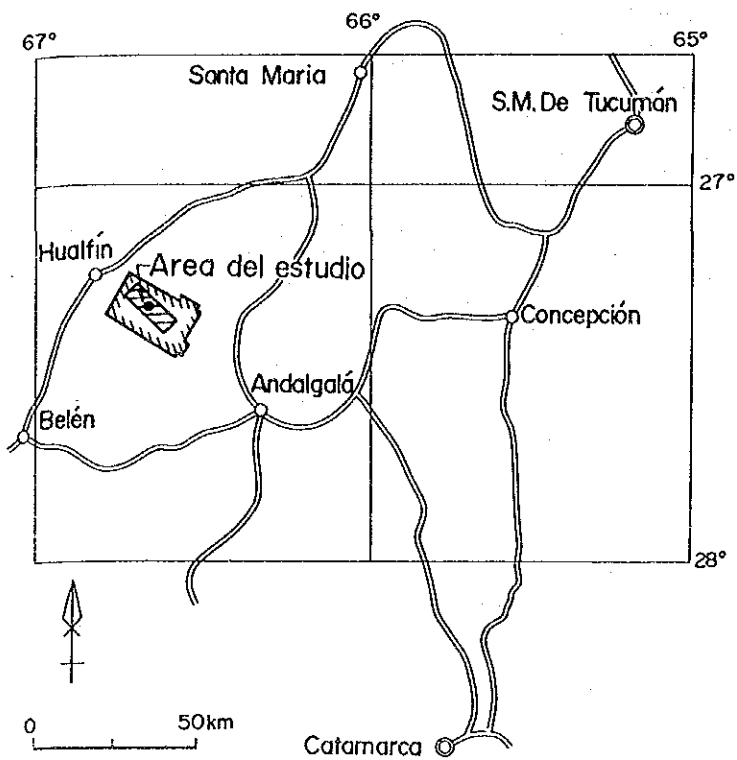 67°
66°
65°
Santa Maria
S.M. De Tucumán
27°
Hualfín
Area del estudio
Concepción
Andalgalá
Belén
28°
0 50km
Catamarca